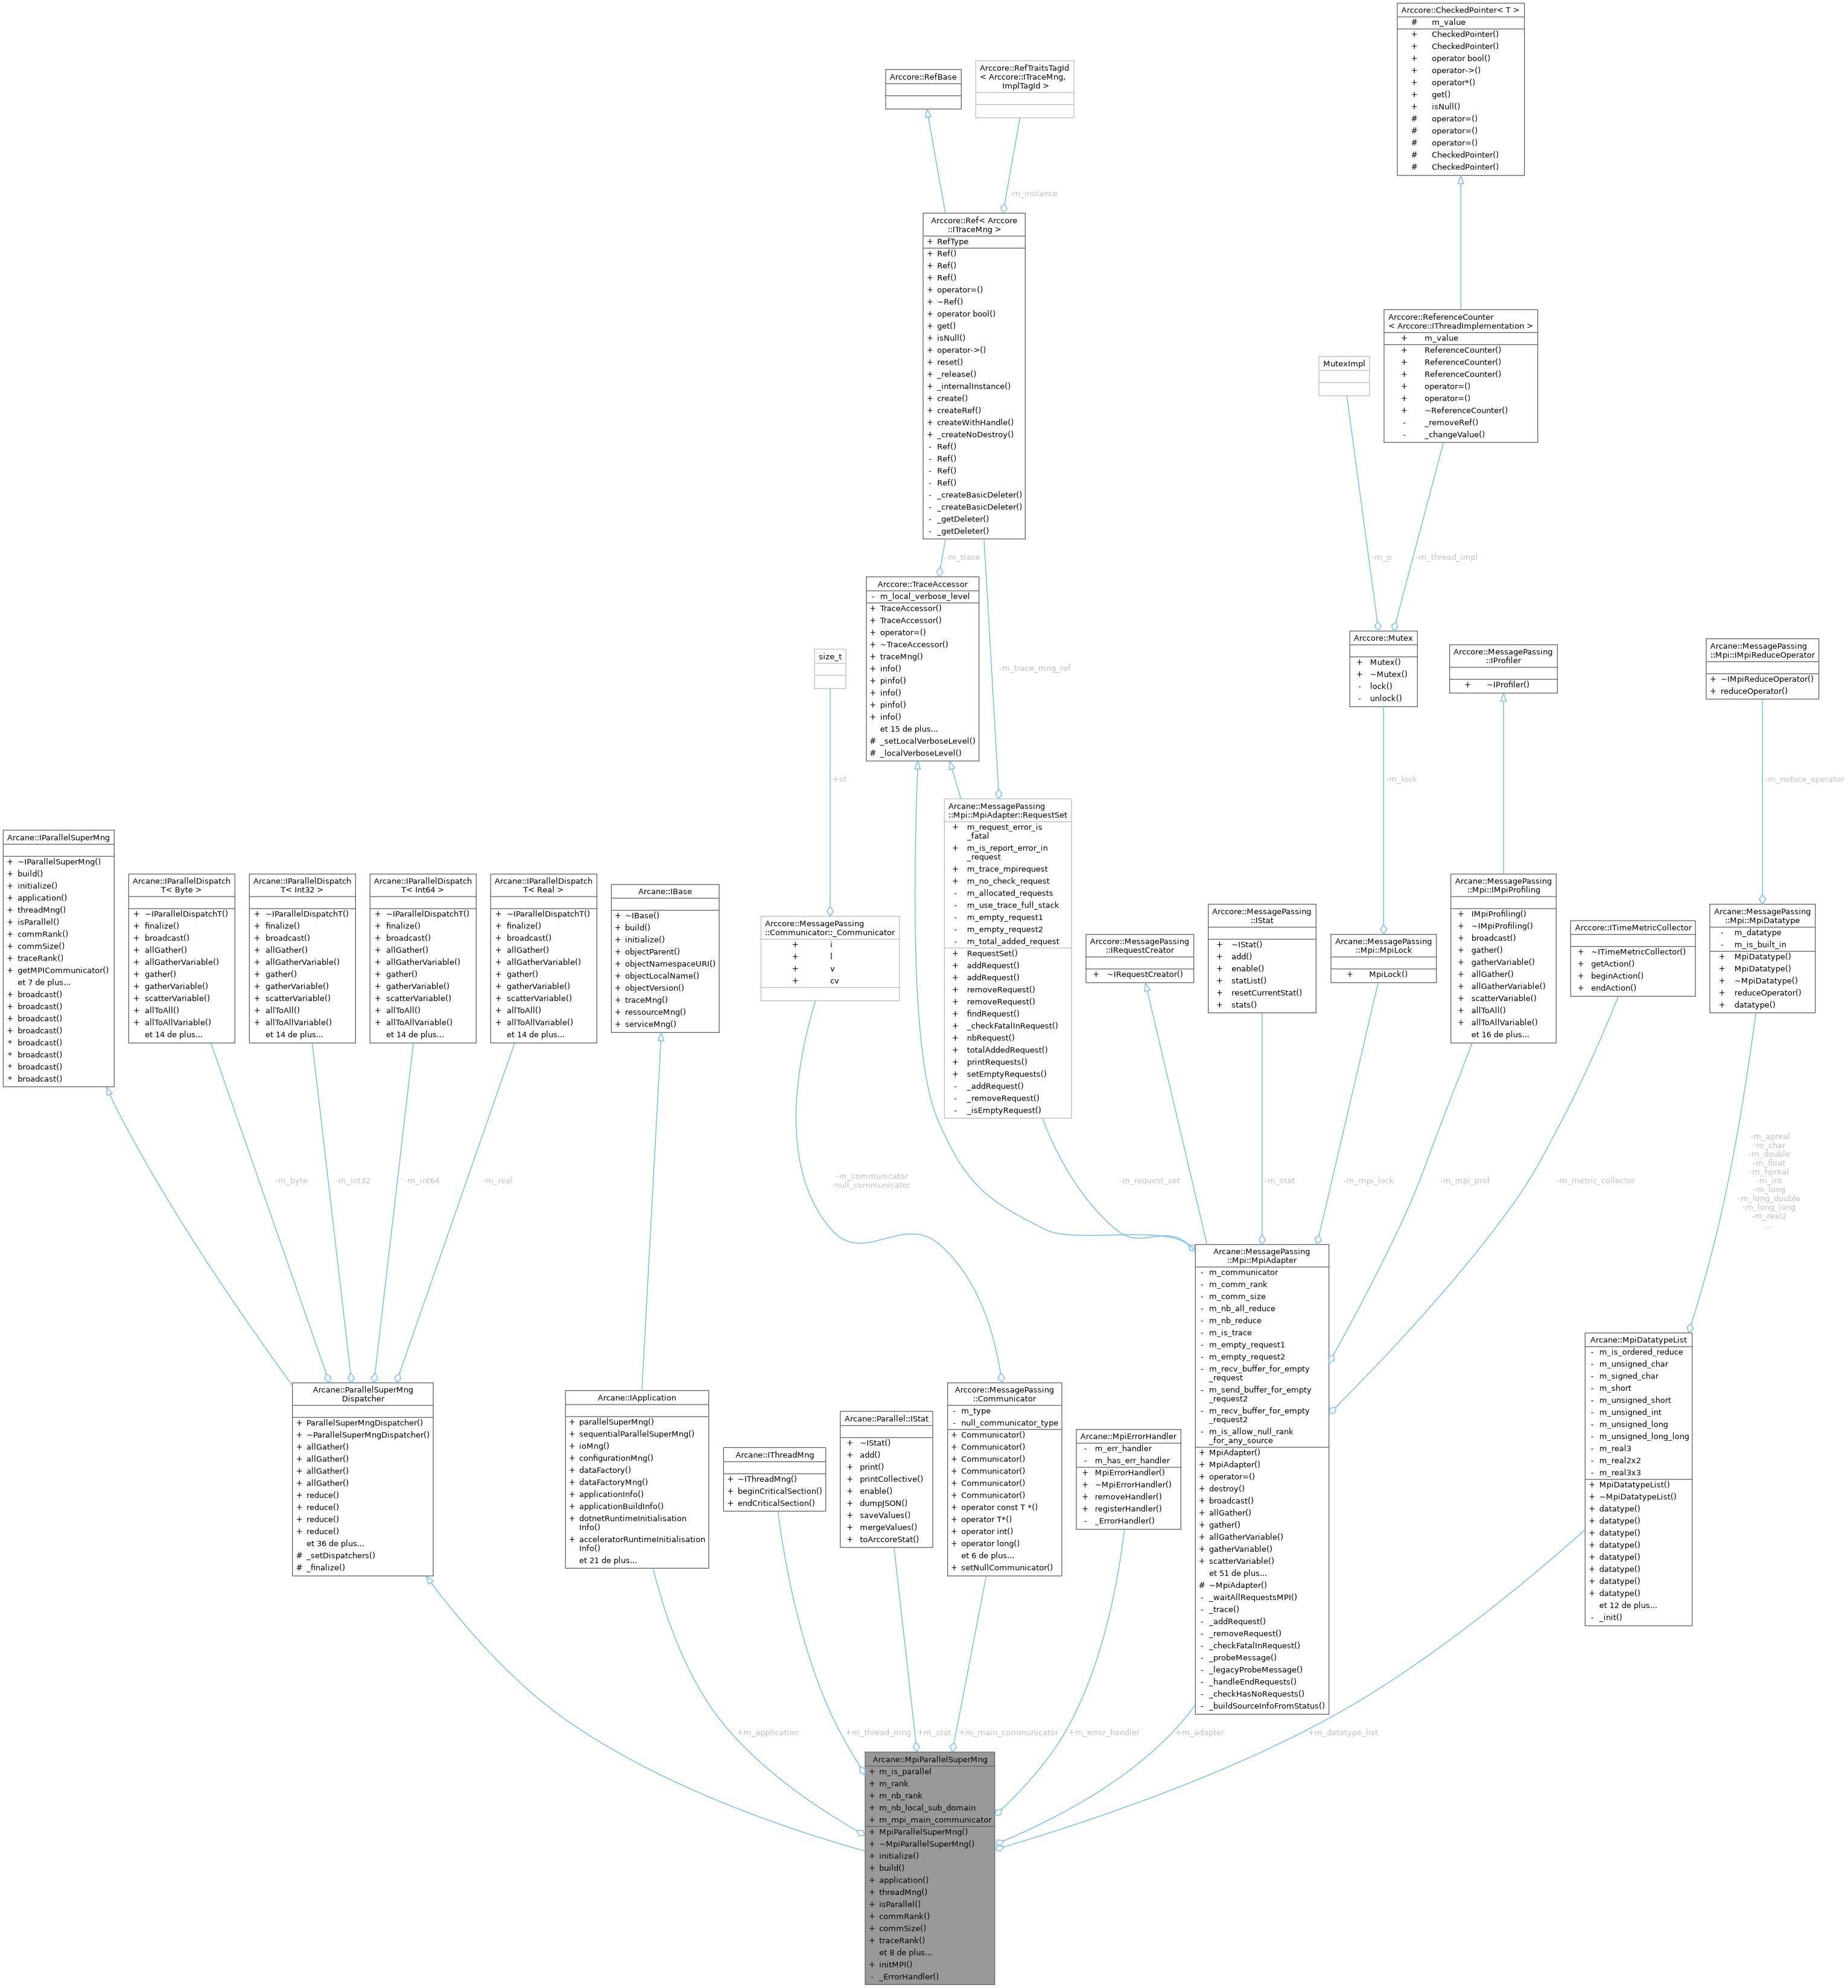 Arccore::CheckedPointer< T >
# m_value
+ CheckedPointer()
+ CheckedPointer()
+ operator bool()
+ operator->()
+ operator*()
+ get()
+ isNull()
# operator=()
# operator=()
# operator=()
# CheckedPointer()
# CheckedPointer()
Arccore::RefBase
Arccore::RefTraitsTagId
< Arccore::ITraceMng,
ImplTagId >
-m_instance
Arccore::Ref< Arccore
::ITraceMng >
+ RefType
+ Ref()
+ Ref()
+ Ref()
+ operator=()
+ ~Ref()
+ operator bool()
+ get()
+ isNull()
+ operator->()
+ reset()
+ _release()
+ _internalInstance()
+ create()
+ createRef()
+ createWithHandle()
+ _createNoDestroy()
- Ref()
- Ref()
- Ref()
- Ref()
- _createBasicDeleter()
- _createBasicDeleter()
- _getDeleter()
- _getDeleter()
Arccore::ReferenceCounter
< Arccore::IThreadImplementation >
+ m_value
+ ReferenceCounter()
+ ReferenceCounter()
+ ReferenceCounter()
+ operator=()
+ operator=()
+ ~ReferenceCounter()
- _removeRef()
- _changeValue()
MutexImpl
-m_trace
-m_p
-m_thread_impl
Arccore::TraceAccessor
- m_local_verbose_level
+ TraceAccessor()
+ TraceAccessor()
+ operator=()
+ ~TraceAccessor()
+ traceMng()
+ info()
+ pinfo()
+ info()
+ pinfo()
+ info()
et 15 de plus...
# _setLocalVerboseLevel()
# _localVerboseLevel()
-m_trace_mng_ref
size_t
+st
Arccore::Mutex
+ Mutex()
+ ~Mutex()
- lock()
- unlock()
-m_lock
Arccore::MessagePassing
::IProfiler
+ ~IProfiler()
Arcane::MessagePassing
::Mpi::IMpiReduceOperator
+ ~IMpiReduceOperator()
+ reduceOperator()
-m_reduce_operator
Arcane::IParallelSuperMng
+ ~IParallelSuperMng()
+ build()
+ initialize()
+ application()
+ threadMng()
+ isParallel()
+ commRank()
+ commSize()
+ traceRank()
+ getMPICommunicator()
et 7 de plus...
+ broadcast()
+ broadcast()
+ broadcast()
+ broadcast()
* broadcast()
* broadcast()
* broadcast()
* broadcast()
Arcane::IParallelDispatch
T< Byte >
+ ~IParallelDispatchT()
+ finalize()
+ broadcast()
+ allGather()
+ allGatherVariable()
+ gather()
+ gatherVariable()
+ scatterVariable()
+ allToAll()
+ allToAllVariable()
et 14 de plus...
Arcane::IParallelDispatch
T< Int32 >
+ ~IParallelDispatchT()
+ finalize()
+ broadcast()
+ allGather()
+ allGatherVariable()
+ gather()
+ gatherVariable()
+ scatterVariable()
+ allToAll()
+ allToAllVariable()
et 14 de plus...
Arcane::IParallelDispatch
T< Int64 >
+ ~IParallelDispatchT()
+ finalize()
+ broadcast()
+ allGather()
+ allGatherVariable()
+ gather()
+ gatherVariable()
+ scatterVariable()
+ allToAll()
+ allToAllVariable()
et 14 de plus...
Arcane::IParallelDispatch
T< Real >
+ ~IParallelDispatchT()
+ finalize()
+ broadcast()
+ allGather()
+ allGatherVariable()
+ gather()
+ gatherVariable()
+ scatterVariable()
+ allToAll()
+ allToAllVariable()
et 14 de plus...
Arcane::IBase
+ ~IBase()
+ build()
+ initialize()
+ objectParent()
+ objectNamespaceURI()
+ objectLocalName()
+ objectVersion()
+ traceMng()
+ ressourceMng()
+ serviceMng()
Arccore::MessagePassing
::Communicator::_Communicator
+ i
+ l
+ v
+ cv
Arcane::MessagePassing
::Mpi::MpiAdapter::RequestSet
+ m_request_error_is
_fatal
+ m_is_report_error_in
_request
+ m_trace_mpirequest
+ m_no_check_request
- m_allocated_requests
- m_use_trace_full_stack
- m_empty_request1
- m_empty_request2
- m_total_added_request
+ RequestSet()
+ addRequest()
+ addRequest()
+ removeRequest()
+ removeRequest()
+ findRequest()
+ _checkFatalInRequest()
+ nbRequest()
+ totalAddedRequest()
+ printRequests()
+ setEmptyRequests()
- _addRequest()
- _removeRequest()
- _isEmptyRequest()
Arccore::MessagePassing
::IRequestCreator
+ ~IRequestCreator()
Arccore::MessagePassing
::IStat
+ ~IStat()
+ add()
+ enable()
+ statList()
+ resetCurrentStat()
+ stats()
Arcane::MessagePassing
::Mpi::MpiLock
+ MpiLock()
Arcane::MessagePassing
::Mpi::IMpiProfiling
+ IMpiProfiling()
+ ~IMpiProfiling()
+ broadcast()
+ gather()
+ gatherVariable()
+ allGather()
+ allGatherVariable()
+ scatterVariable()
+ allToAll()
+ allToAllVariable()
et 16 de plus...
Arccore::ITimeMetricCollector
+ ~ITimeMetricCollector()
+ getAction()
+ beginAction()
+ endAction()
Arcane::MessagePassing
::Mpi::MpiDatatype
- m_datatype
- m_is_built_in
+ MpiDatatype()
+ MpiDatatype()
+ ~MpiDatatype()
+ reduceOperator()
+ datatype()
-m_byte
-m_int32
-m_int64
-m_real
-m_communicator
-null_communicator
-m_request_set
-m_stat
-m_mpi_lock
-m_mpi_prof
-m_metric_collector
-m_apreal
-m_char
-m_double
-m_float
-m_hpreal
-m_int
-m_long
-m_long_double
-m_long_long
-m_real2
...
Arcane::ParallelSuperMng
Dispatcher
+ ParallelSuperMngDispatcher()
+ ~ParallelSuperMngDispatcher()
+ allGather()
+ allGather()
+ allGather()
+ allGather()
+ reduce()
+ reduce()
+ reduce()
+ reduce()
et 36 de plus...
# _setDispatchers()
# _finalize()
Arcane::IApplication
+ parallelSuperMng()
+ sequentialParallelSuperMng()
+ ioMng()
+ configurationMng()
+ dataFactory()
+ dataFactoryMng()
+ applicationInfo()
+ applicationBuildInfo()
+ dotnetRuntimeInitialisation
Info()
+ acceleratorRuntimeInitialisation
Info()
et 21 de plus...
Arcane::IThreadMng
+ ~IThreadMng()
+ beginCriticalSection()
+ endCriticalSection()
Arcane::Parallel::IStat
+ ~IStat()
+ add()
+ print()
+ printCollective()
+ enable()
+ dumpJSON()
+ saveValues()
+ mergeValues()
+ toArccoreStat()
Arccore::MessagePassing
::Communicator
- m_type
- null_communicator_type
+ Communicator()
+ Communicator()
+ Communicator()
+ Communicator()
+ Communicator()
+ Communicator()
+ operator const T *()
+ operator T*()
+ operator int()
+ operator long()
et 6 de plus...
+ setNullCommunicator()
Arcane::MpiErrorHandler
- m_err_handler
- m_has_err_handler
+ MpiErrorHandler()
+ ~MpiErrorHandler()
+ removeHandler()
+ registerHandler()
- _ErrorHandler()
Arcane::MessagePassing
::Mpi::MpiAdapter
- m_communicator
- m_comm_rank
- m_comm_size
- m_nb_all_reduce
- m_nb_reduce
- m_is_trace
- m_empty_request1
- m_empty_request2
- m_recv_buffer_for_empty
_request
- m_send_buffer_for_empty
_request2
- m_recv_buffer_for_empty
_request2
- m_is_allow_null_rank
_for_any_source
+ MpiAdapter()
+ MpiAdapter()
+ operator=()
+ destroy()
+ broadcast()
+ allGather()
+ gather()
+ allGatherVariable()
+ gatherVariable()
+ scatterVariable()
et 51 de plus...
# ~MpiAdapter()
- _waitAllRequestsMPI()
- _trace()
- _addRequest()
- _removeRequest()
- _checkFatalInRequest()
- _probeMessage()
- _legacyProbeMessage()
- _handleEndRequests()
- _checkHasNoRequests()
- _buildSourceInfoFromStatus()
Arcane::MpiDatatypeList
- m_is_ordered_reduce
- m_unsigned_char
- m_signed_char
- m_short
- m_unsigned_short
- m_unsigned_int
- m_unsigned_long
- m_unsigned_long_long
- m_real3
- m_real2x2
- m_real3x3
+ MpiDatatypeList()
+ ~MpiDatatypeList()
+ datatype()
+ datatype()
+ datatype()
+ datatype()
+ datatype()
+ datatype()
+ datatype()
+ datatype()
et 12 de plus...
- _init()
+m_application
+m_thread_mng
+m_stat
+m_main_communicator
+m_error_handler
+m_adapter
+m_datatype_list
Arcane::MpiParallelSuperMng
+ m_is_parallel
+ m_rank
+ m_nb_rank
+ m_nb_local_sub_domain
+ m_mpi_main_communicator
+ MpiParallelSuperMng()
+ ~MpiParallelSuperMng()
+ initialize()
+ build()
+ application()
+ threadMng()
+ isParallel()
+ commRank()
+ commSize()
+ traceRank()
et 8 de plus...
+ initMPI()
- _ErrorHandler()